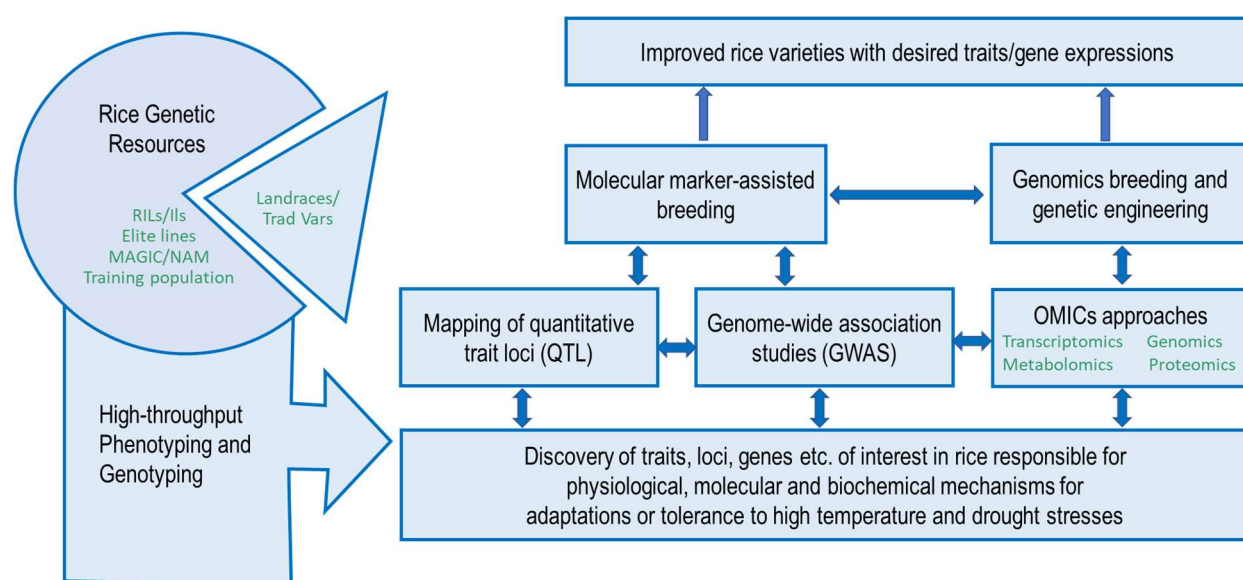 Improved rice varieties with desired traits/gene expressions
Rice Genetic
Resources
RILs/Ils
Elite lines
MAGIC/NAM
Training population
Landraces/
Trad Vars
Molecular marker-assisted
breeding
Genomics breeding and
genetic engineering
Mapping of quantitative
trait loci (QTL)
Genome-wide association
studies (GWAS)
OMICs approaches
Transcriptomics Genomics
Metabolomics Proteomics
High-throughput
Phenotyping and
Genotyping
Discovery of traits, loci, genes etc. of interest in rice responsible for
physiological, molecular and biochemical mechanisms for
adaptations or tolerance to high temperature and drought stresses